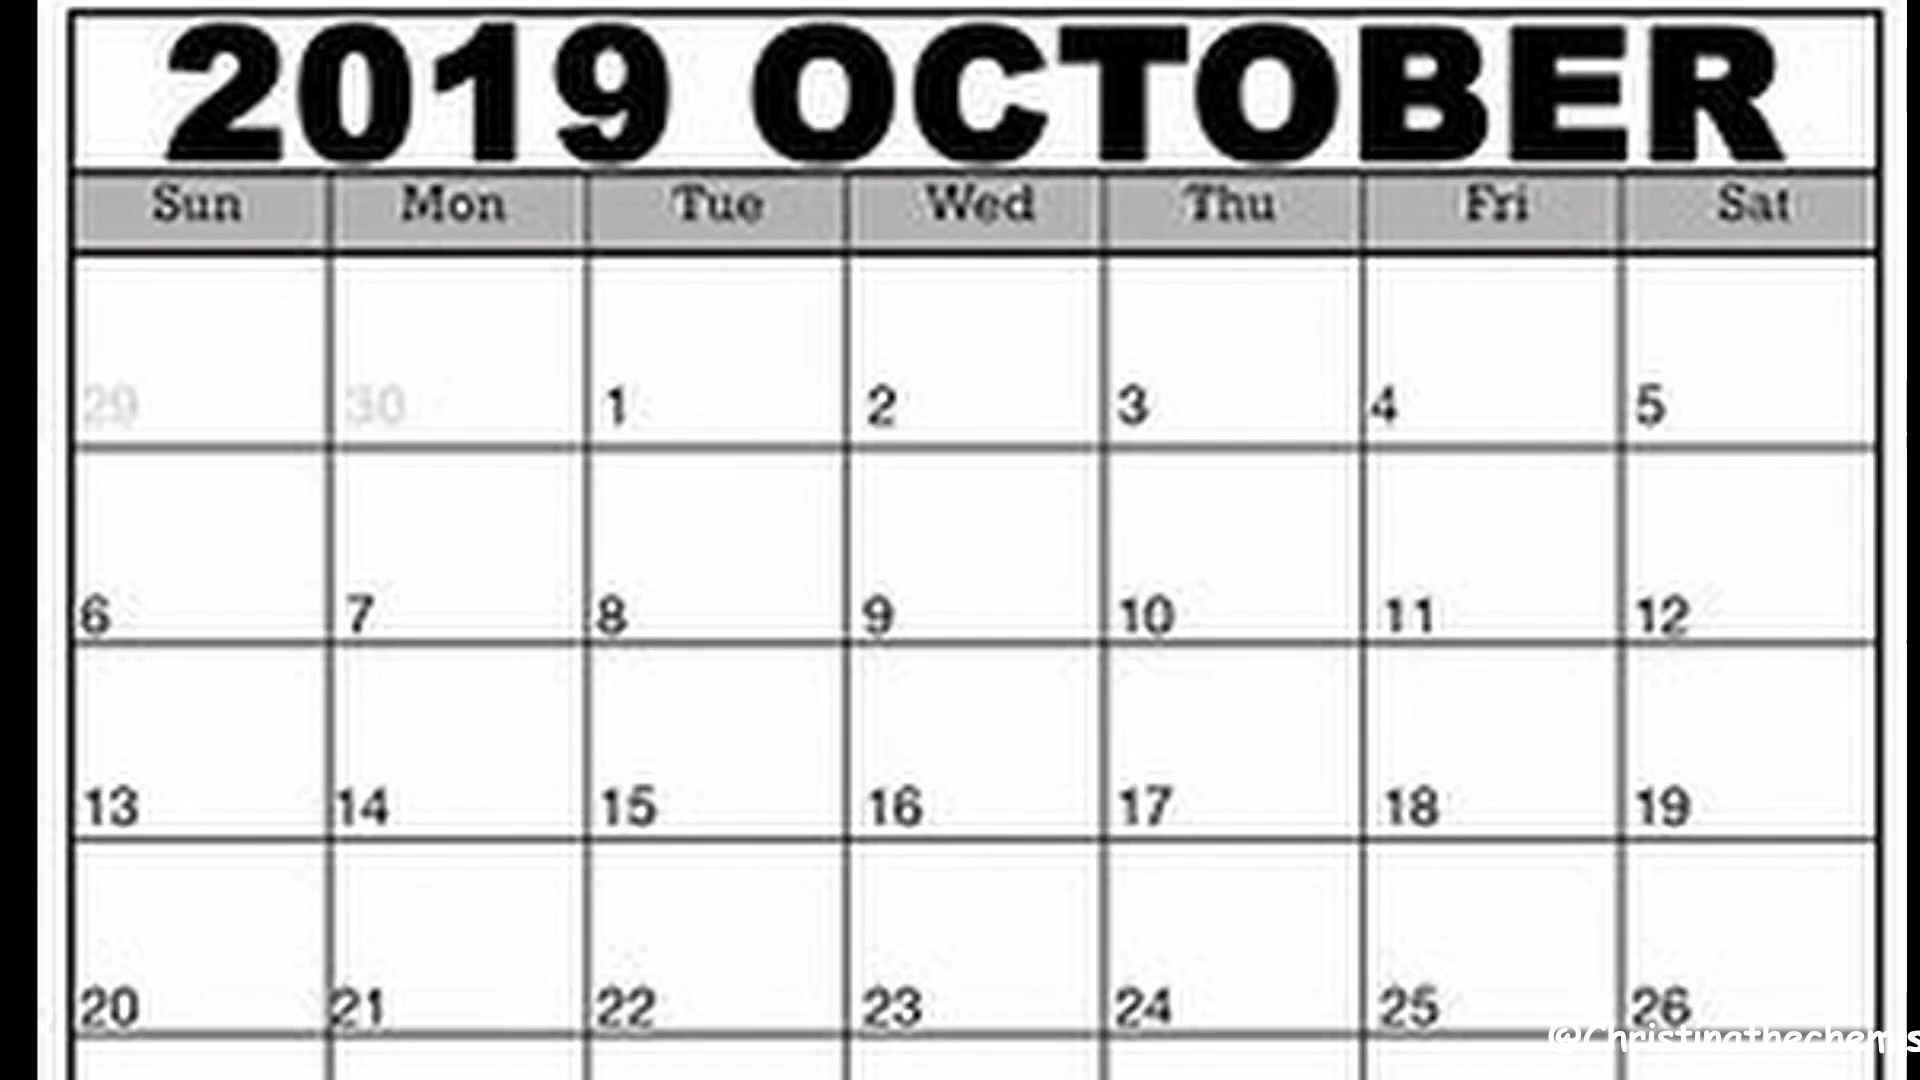 2019 OCTOBER
Sun Mon Tue Wed Thu Fri Sat
29 30 1 2 3 4 5
6 7 8 9 10 11 12
13 14 15 16 17 18 19
20 21 22 23 24 25 26
@Christinathechemis